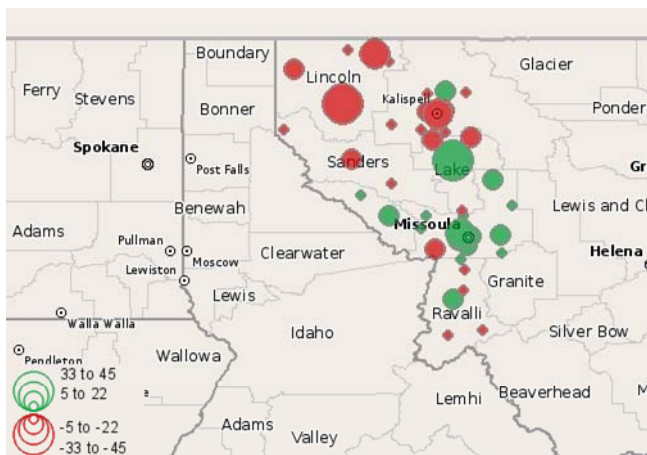 Boundary
Glacier
Lincoln
Ferry
Stevens
Kalispell
Bonner
Ponder
Spokane
Post Falls
Sanders
Lake
Gr
Benewah
Lewis and Cl
Adams
Missoula
Pullman
Helena
Clearwater
Moscow
Lewiston
Granite
Lewis
Walla Walla
Ravalli
Idaho
Silver Bow
Pendleton
Wallowa
33 to 45
5 to 22
e
Lemhi
Beaverhead
M
-5 to -22
Adams
Valley
-33 to -45